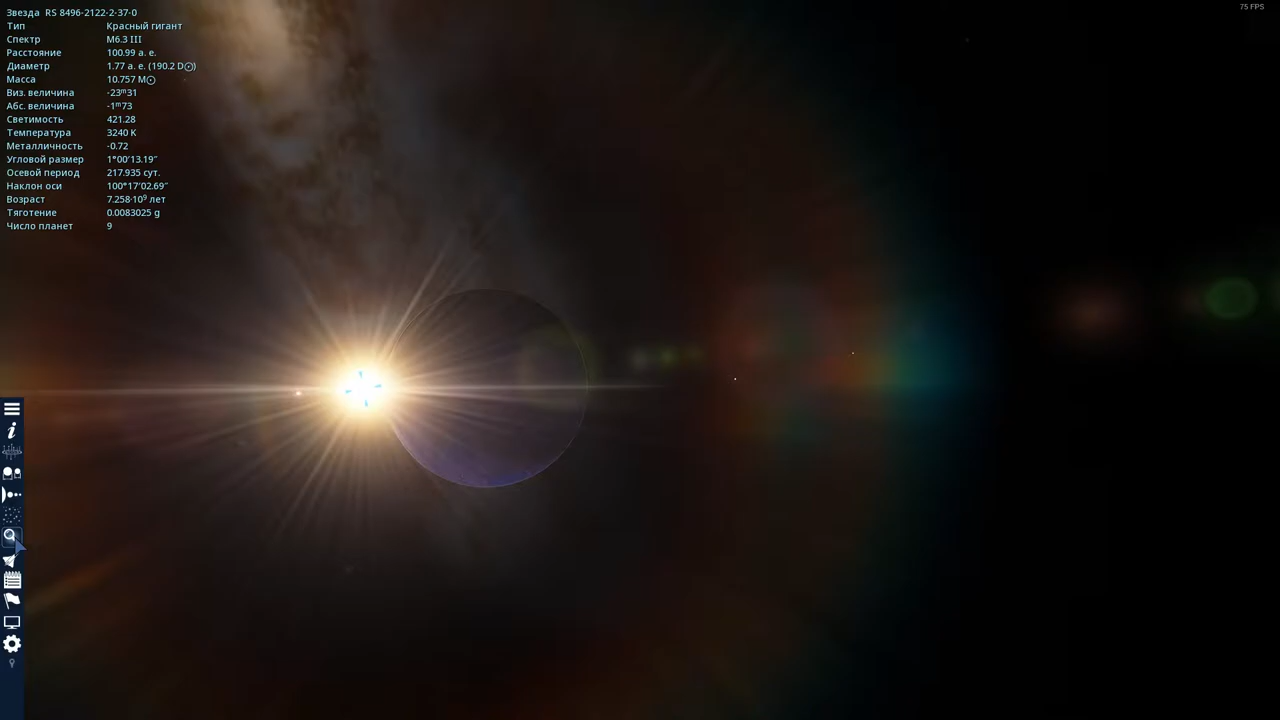 Звезда RS 8496-2122-2-37-0
Тип Красный гигант
Спектр M6.3 III
Расстояние 100.99 а. е.
Диаметр 1.77 а. е. (190.2 D☉)
Масса 10.757 M☉
Виз. величина -23ᵐ31
Абс. величина -1ᵐ73
Светимость 421.28
Температура 3240 K
Металличность -0.72
Угловой размер 1°00′13.19″
Осевой период 217.935 сут.
Наклон оси 100°17′02.69″
Возраст 7.258·10⁹ лет
Тяготение 0.0083025 g
Число планет 9
75 FPS